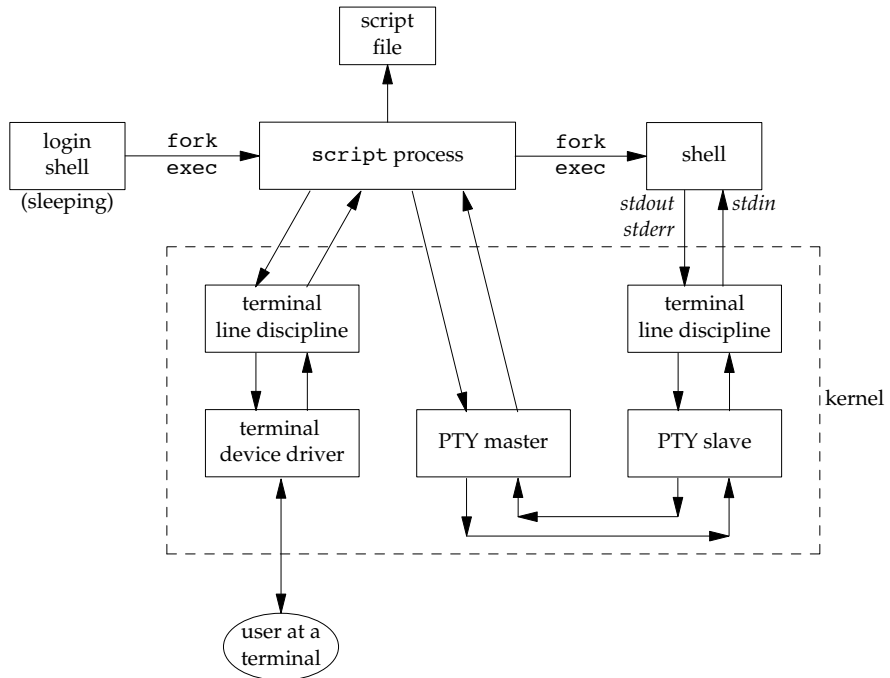 script
file
login
shell
(sleeping)
fork
exec
script process
fork
exec
shell
stdout
stderr
stdin
terminal
line discipline
terminal
line discipline
kernel
terminal
device driver
PTY master
PTY slave
user at a
terminal